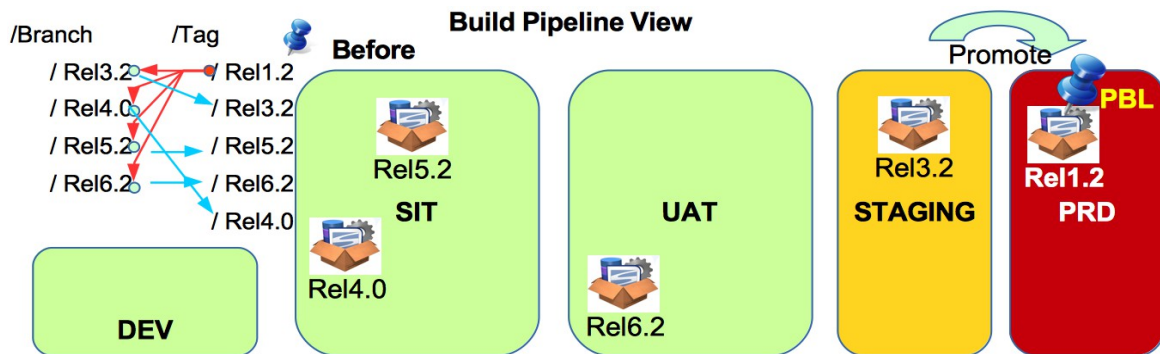 Build Pipeline View
/Branch /Tag
Before
Promote
/ Rel3.2 / Rel1.2
/ Rel4.0 / Rel3.2
/ Rel5.2 / Rel5.2
/ Rel6.2 / Rel6.2
/ Rel4.0
DEV
Rel5.2
SIT
Rel4.0
UAT
Rel6.2
Rel3.2
STAGING
PBL
Rel1.2
PRD